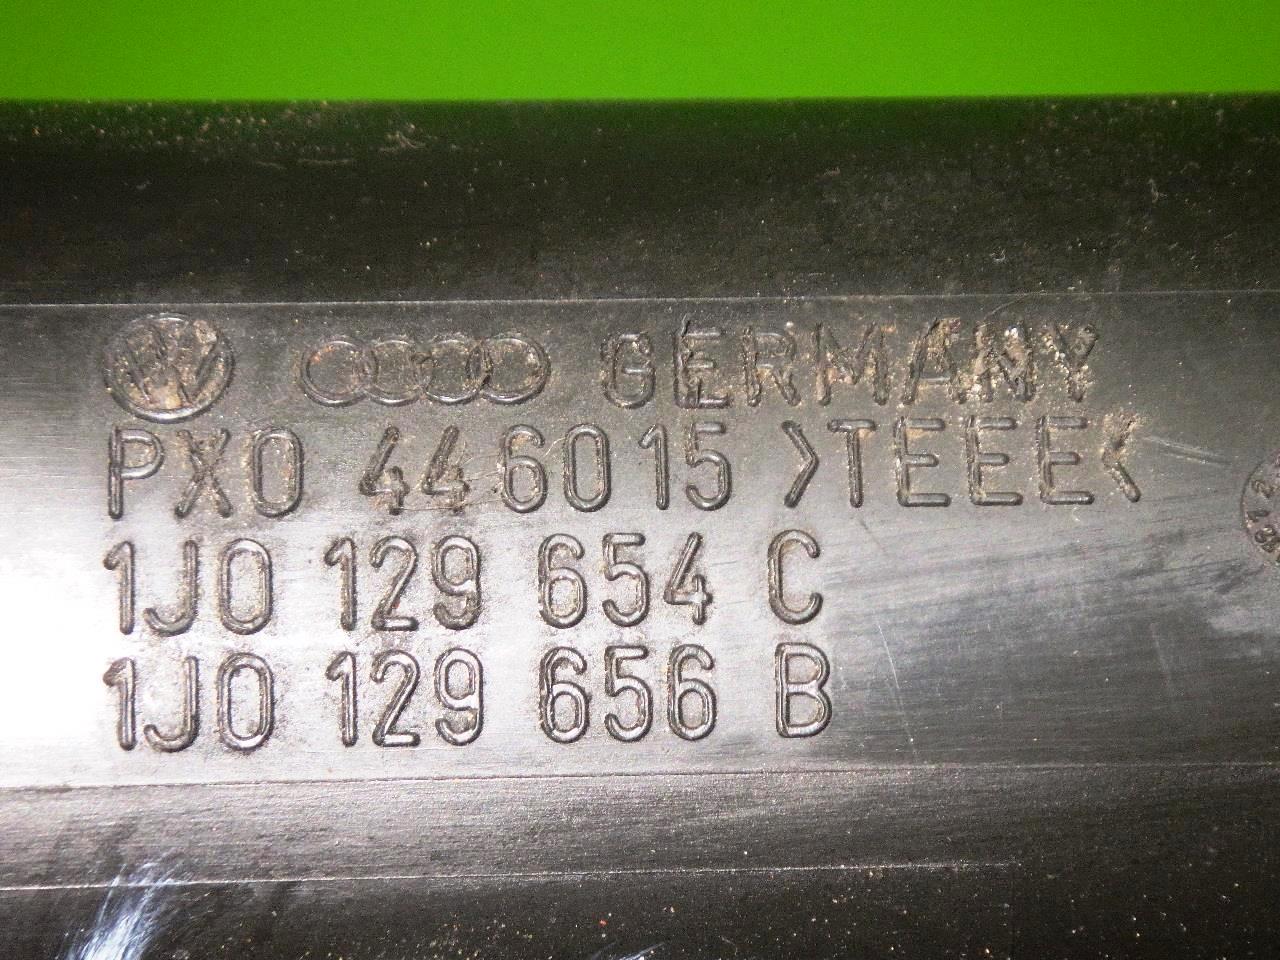 GERMANY
PX0 446015 >TEEE<
1J0 129 654 C
1J0 129 656 B